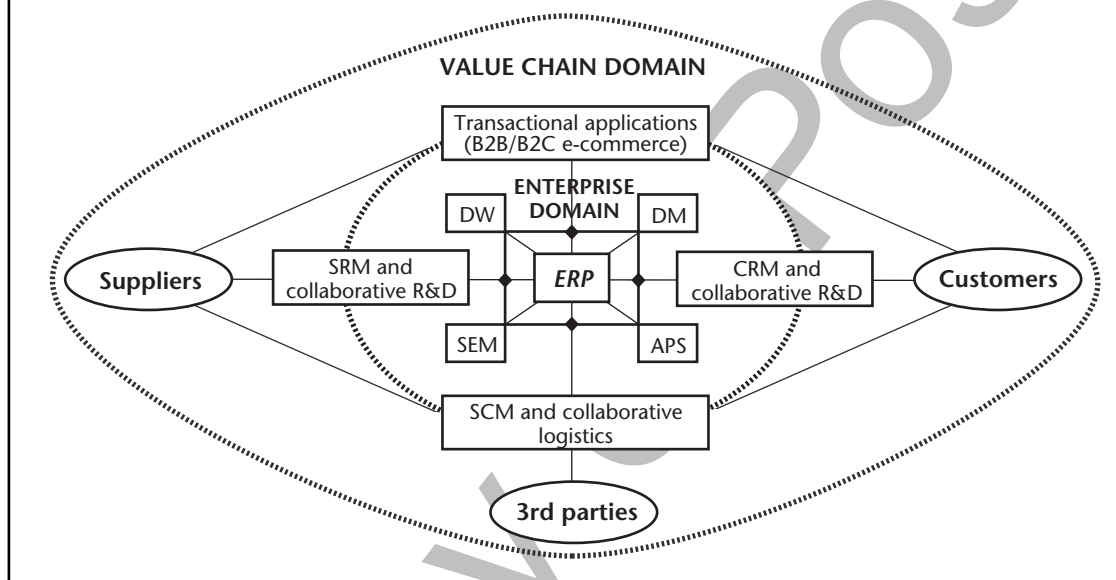 VALUE CHAIN DOMAIN
Transactional applications
(B2B/B2C e-commerce)
ENTERPRISE
DOMAIN
DW
DM
Suppliers
SRM and
collaborative R&D
ERP
CRM and
collaborative R&D
Customers
SEM
APS
SCM and collaborative
logistics
3rd parties